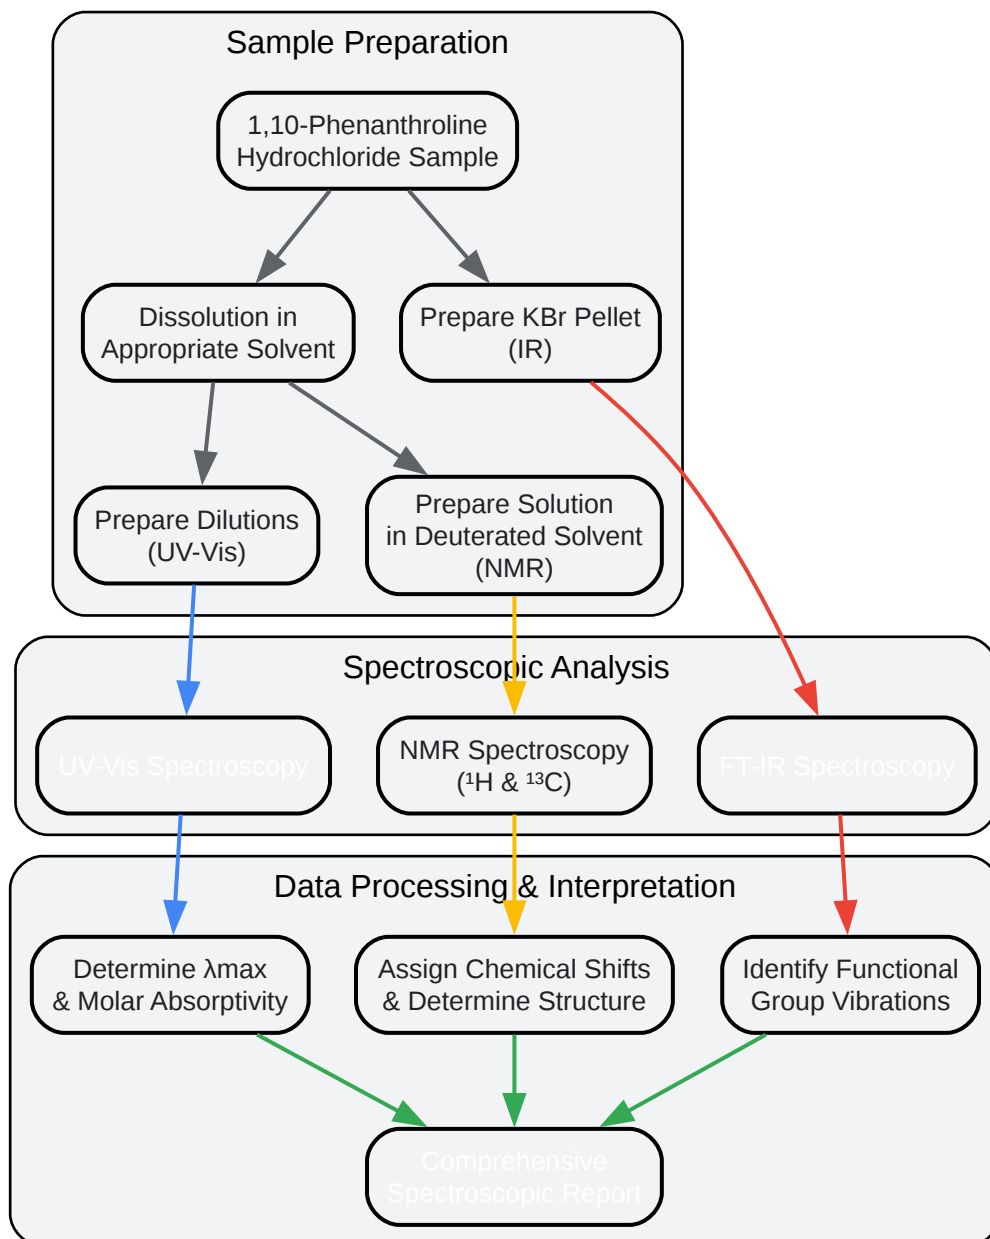 Sample Preparation
1,10-Phenanthroline
Hydrochloride Sample
Dissolution in
Appropriate Solvent
Prepare KBr Pellet
(IR)
Prepare Dilutions
(UV-Vis)
Prepare Solution
in Deuterated Solvent
(NMR)
Spectroscopic Analysis
UV-Vis Spectroscopy
NMR Spectroscopy
(¹H & ¹³C)
FT-IR Spectroscopy
Data Processing & Interpretation
Determine λmax
& Molar Absorptivity
Assign Chemical Shifts
& Determine Structure
Identify Functional
Group Vibrations
Comprehensive
Spectroscopic Report